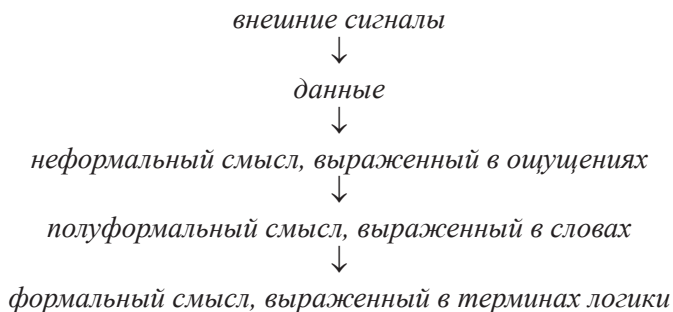 внешние сигналы
↓
данные
↓
неформальный смысл, выраженный в ощущениях
↓
полуформальный смысл, выраженный в словах
↓
формальный смысл, выраженный в терминах логики